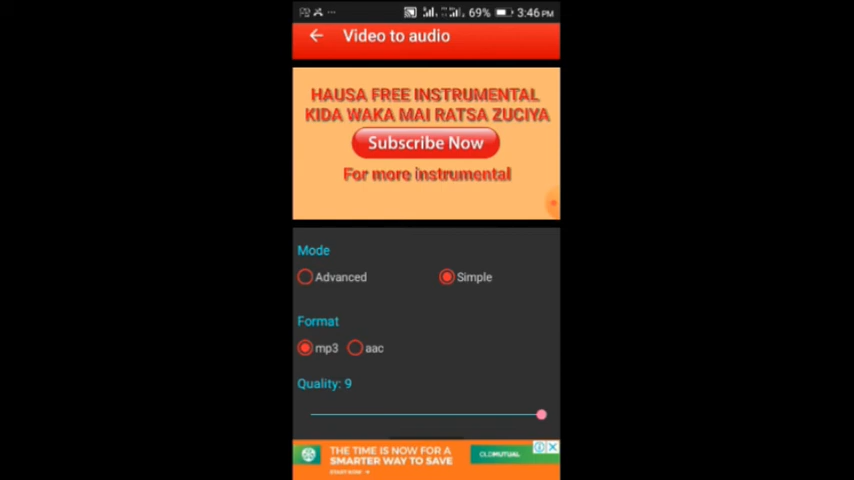 69% 3:46 PM
Video to audio
HAUSA FREE INSTRUMENTAL
KIDA WAKA MAI RATSA ZUCIYA
Subscribe Now
For more instrumental
Mode
Advanced Simple
Format
mp3 aac
Quality: 9
THE TIME IS NOW FOR A
SMARTER WAY TO SAVE
OLDMUTUAL